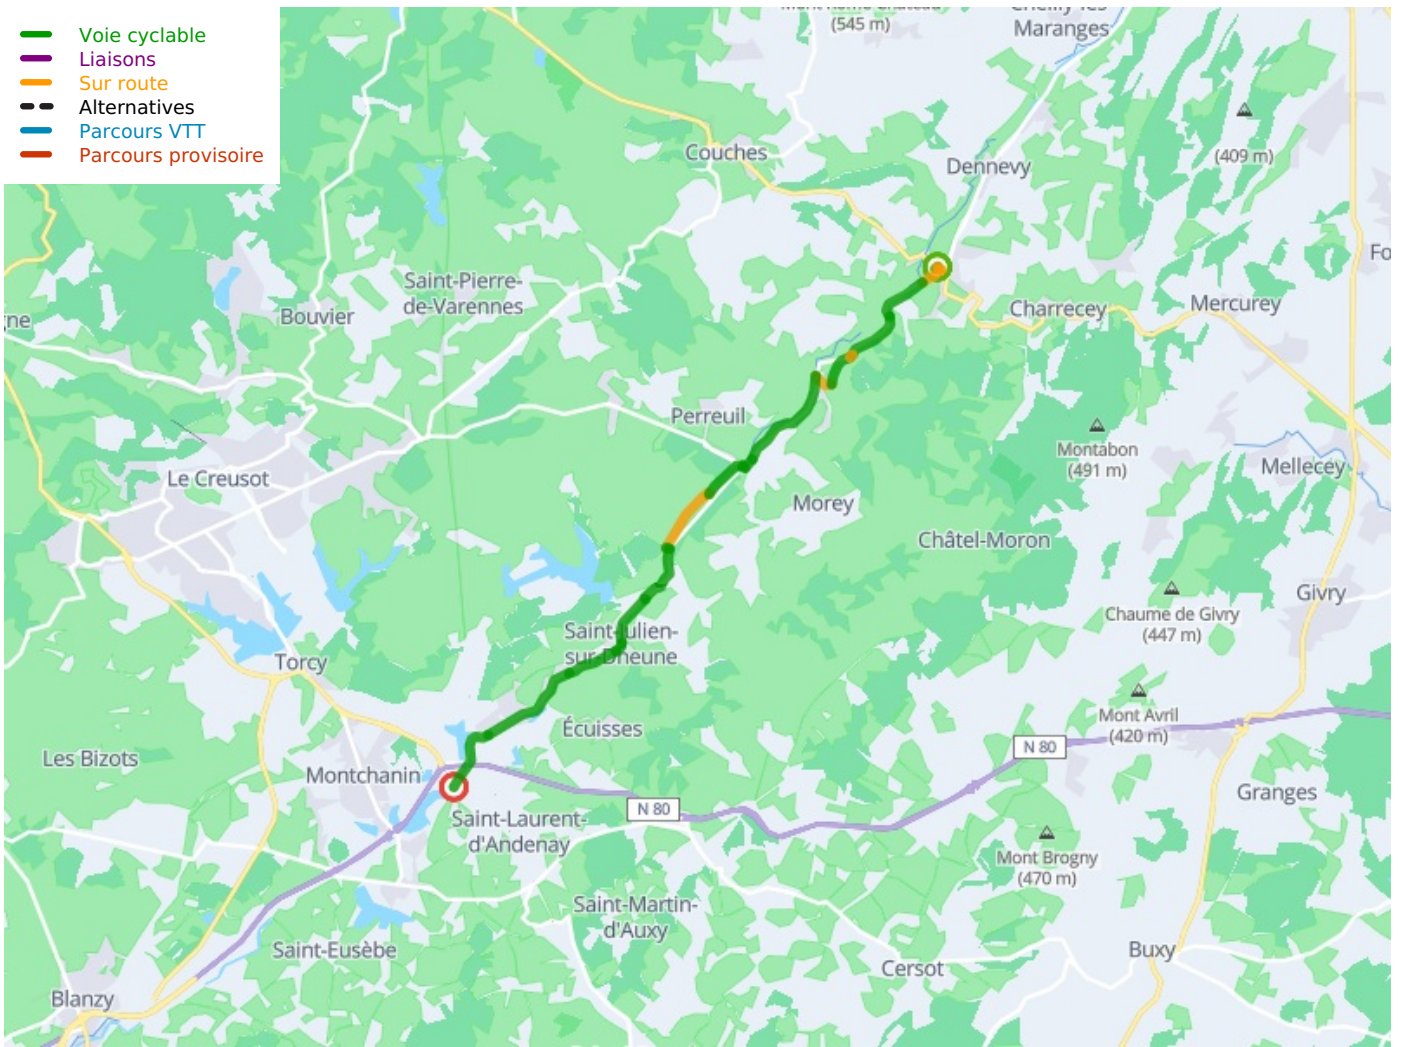 Voie cyclable
Liaisons
Sur route
Alternatives
Parcours VTT
Parcours provisoire
(545 m)
Maranges
(409 m)
Couches
Dennevy
Fo
Saint-Pierre-
de-Varennes
Bouvier
gne
Charrecey
Mercurey
Perreuil
Montabon
(491 m)
Mellecey
Le Creusot
Morey
Châtel-Moron
Givry
Chaume de Givry
(447 m)
Saint-Julien-
sur-Dheune
Torcy
Mont Avril
(420 m)
Écuisses
N 80
Les Bizots
Montchanin
Granges
N 80
Saint-Laurent-
d'Andenay
Mont Brogny
(470 m)
Saint-Martin-
d'Auxy
Saint-Eusèbe
Buxy
Cersot
Blanzy